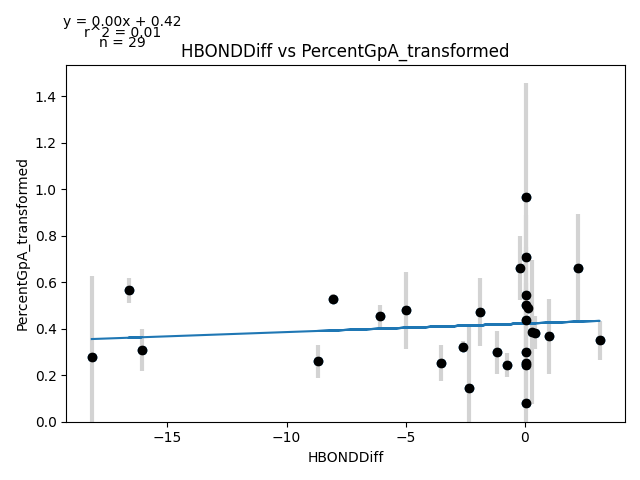 y = 0.00x + 0.42
r^2 = 0.01
n = 29
HBONDDiff vs PercentGpA_transformed
1.4
1.2
1.0
0.8
0.6
0.4
0.2
0.0
PercentGpA_transformed
−15
−10
−5
0
HBONDDiff